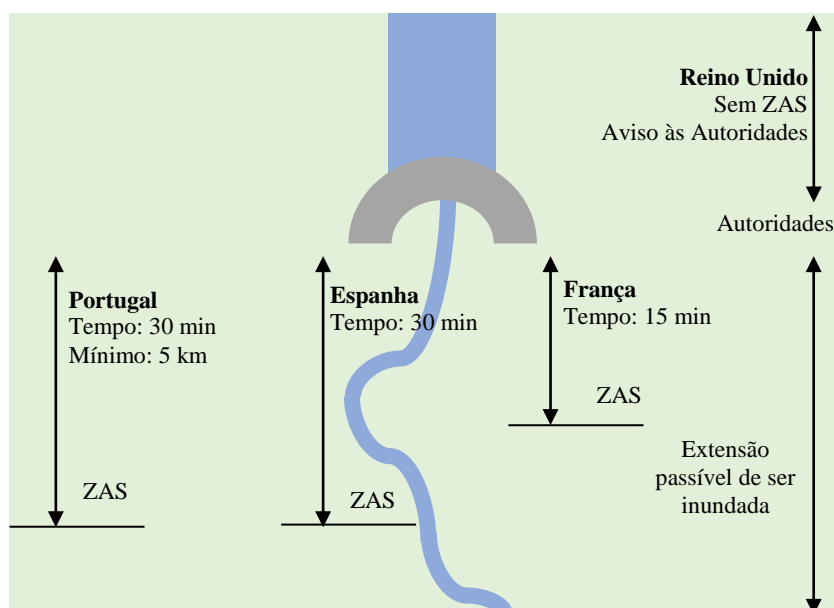 Reino Unido
Sem ZAS
Aviso às Autoridades
Autoridades
Portugal
Tempo: 30 min
Mínimo: 5 km
ZAS
Espanha
Tempo: 30 min
ZAS
França
Tempo: 15 min
ZAS
Extensão
passível de ser
inundada